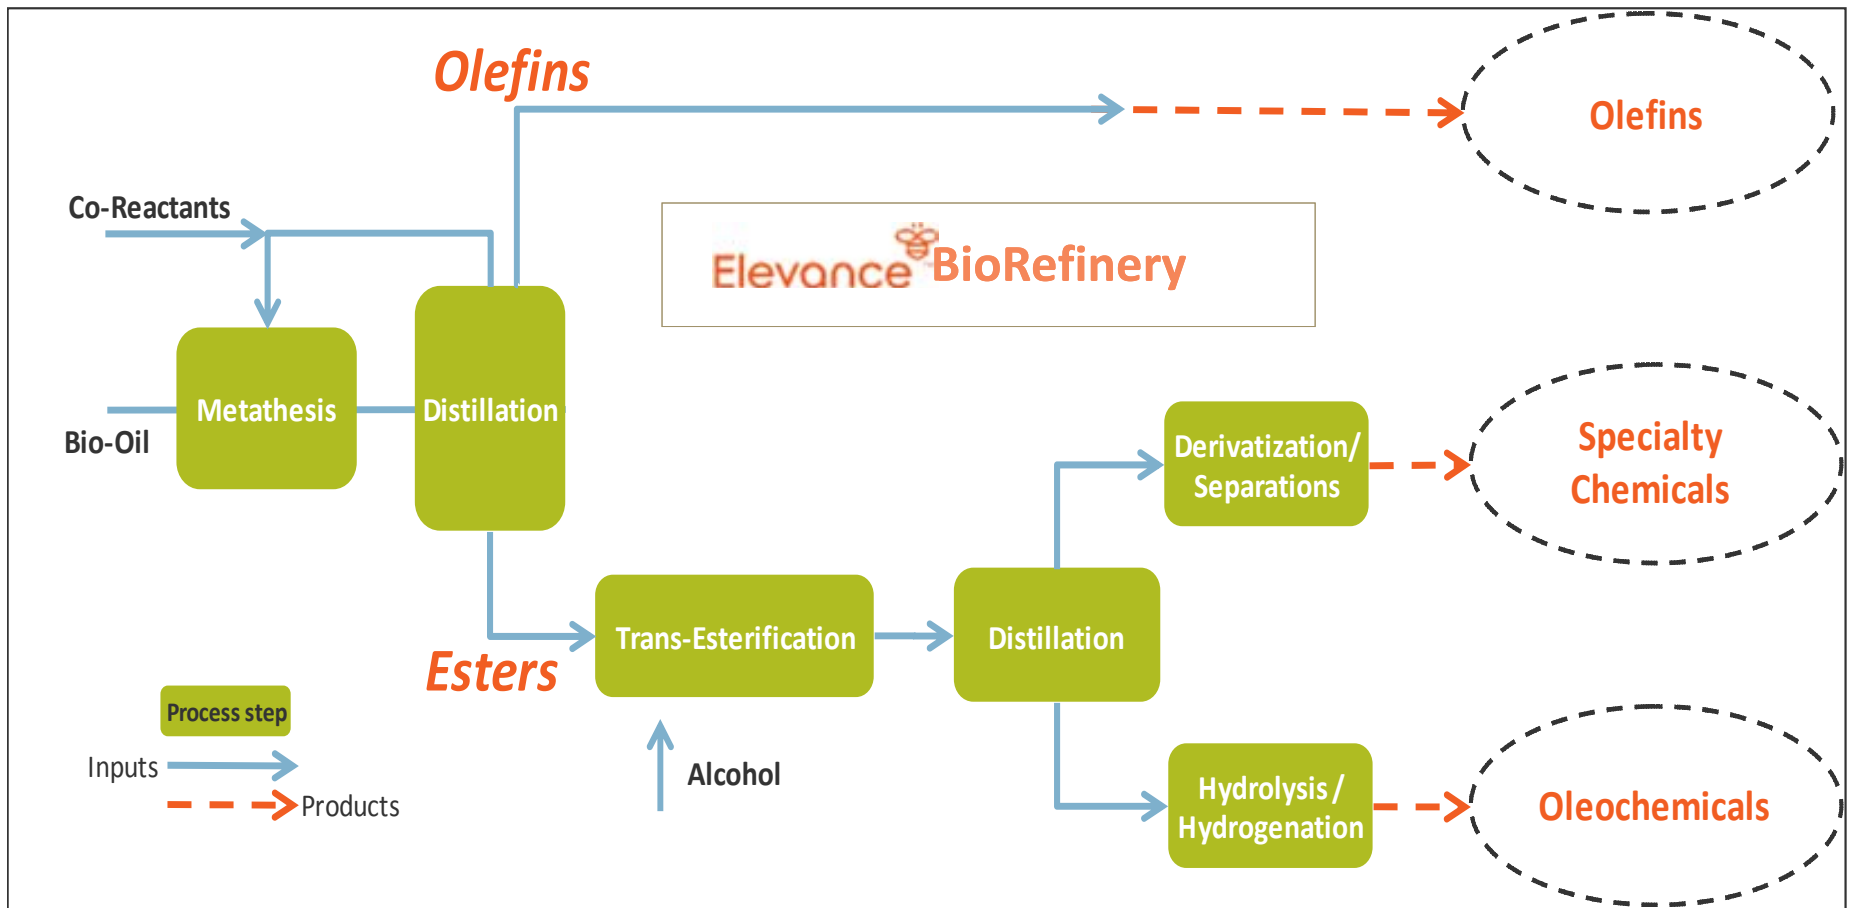 Olefins
Olefins
Co-Reactants
Elevance BioRefinery
Metathesis
Distillation
Bio-Oil
Derivatization/
Separations
Specialty
Chemicals
Trans-Esterification
Distillation
Esters
Process step
Inputs
Products
Alcohol
Hydrolysis /
Hydrogenation
Oleochemicals